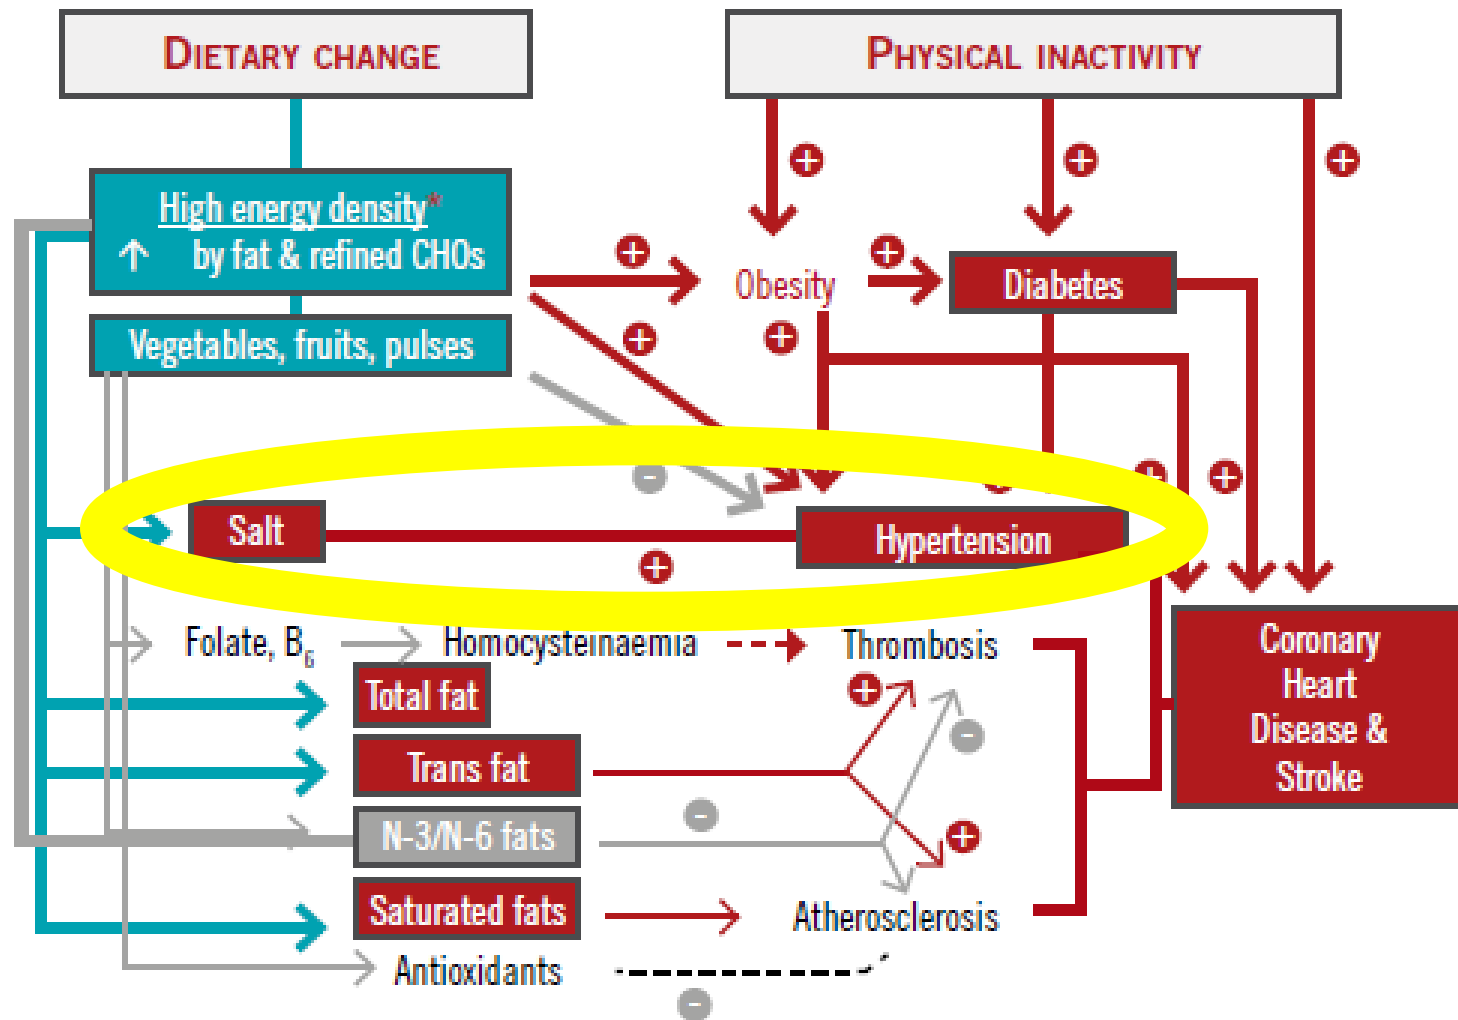 DIETARY CHANGE
PHYSICAL INACTIVITY
High energy density*
↑ by fat & refined CHOs
Vegetables, fruits, pulses
Obesity
Diabetes
Salt
Hypertension
Folate, B6
Homocysteinaemia
Thrombosis
Total fat
Trans fat
N-3/N-6 fats
Saturated fats
Antioxidants
Atherosclerosis
Coronary
Heart
Disease &
Stroke